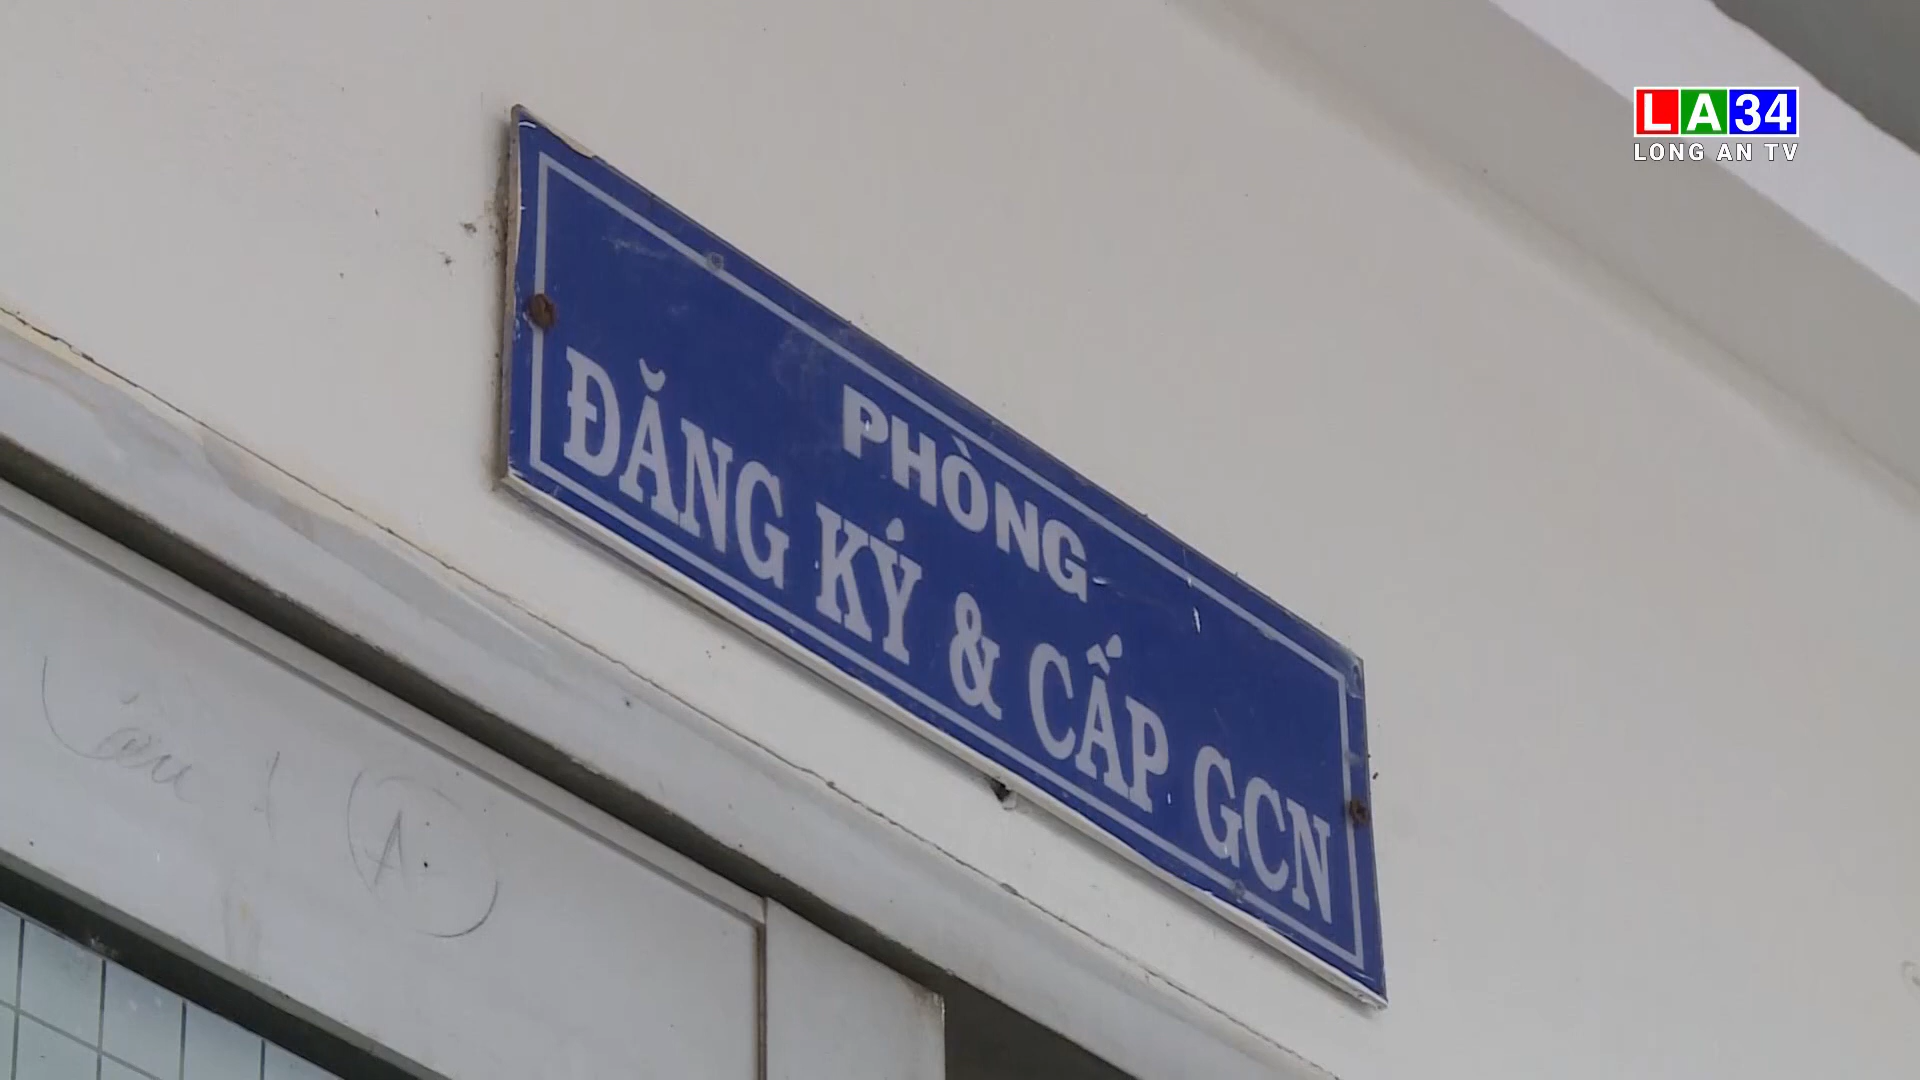 LA34
LONG AN TV
PHÒNG
ĐĂNG KÝ & CẤP GCN
A